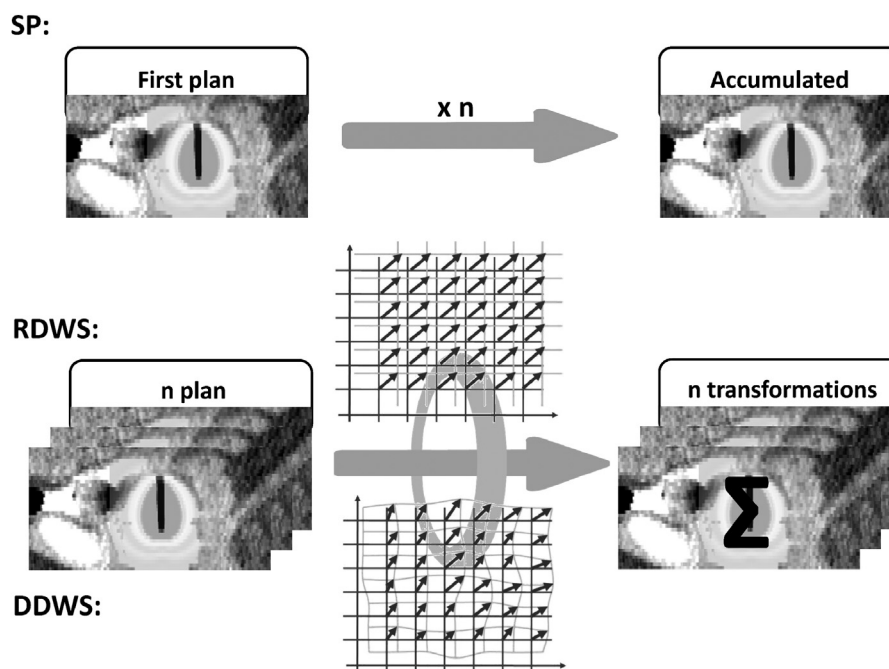 SP:
First plan
x n
Accumulated
RDWS:
n plan
n transformations
Σ
DDWS: